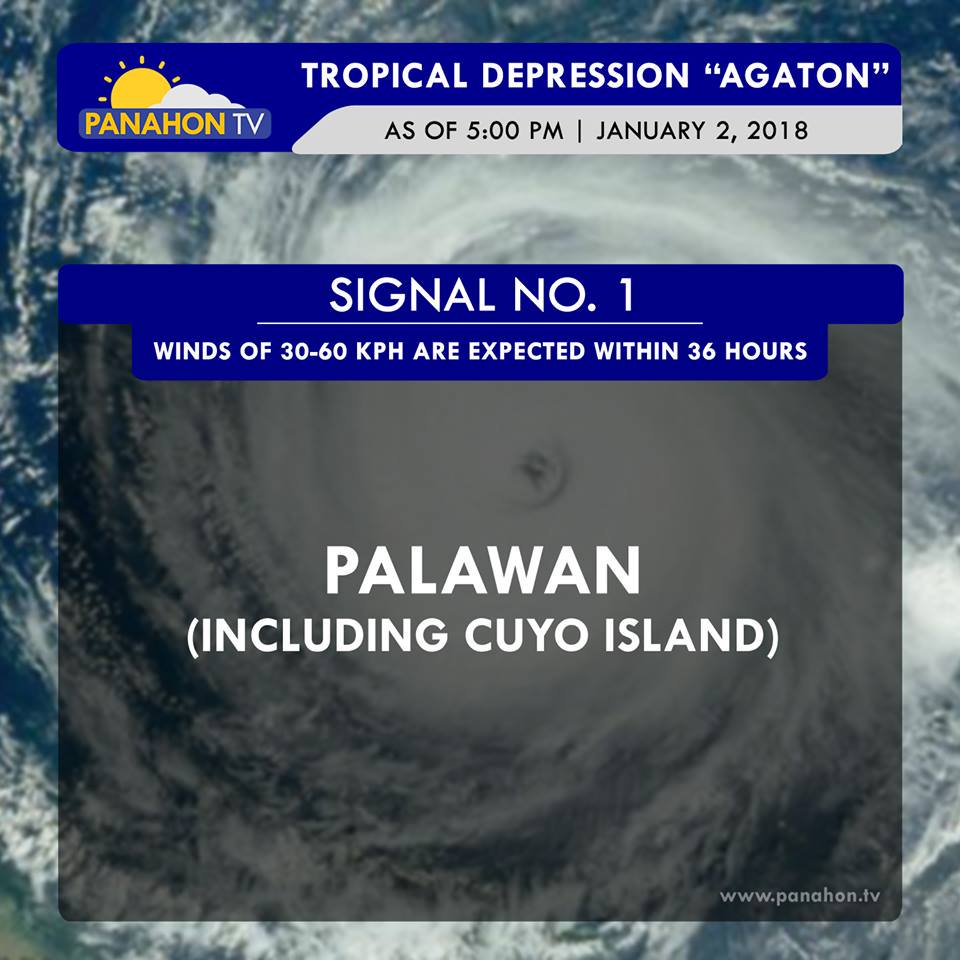 PANAHON TV
TROPICAL DEPRESSION “AGATON”
AS OF 5:00 PM | JANUARY 2, 2018
SIGNAL NO. 1
WINDS OF 30-60 KPH ARE EXPECTED WITHIN 36 HOURS
PALAWAN
(INCLUDING CUYO ISLAND)
www.panahon.tv